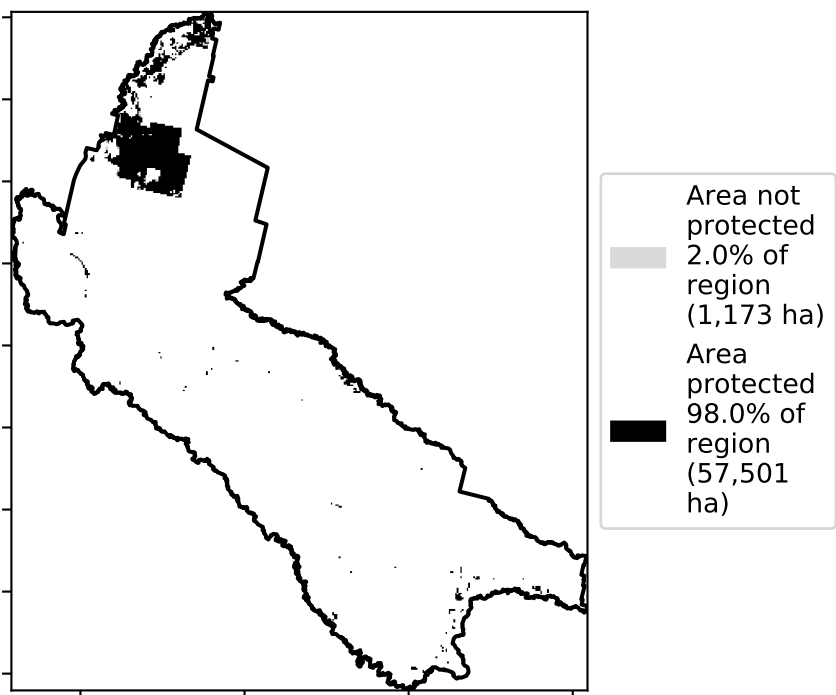 Area not
protected
2.0% of
region
(1,173 ha)
Area
protected
98.0% of
region
(57,501
ha)